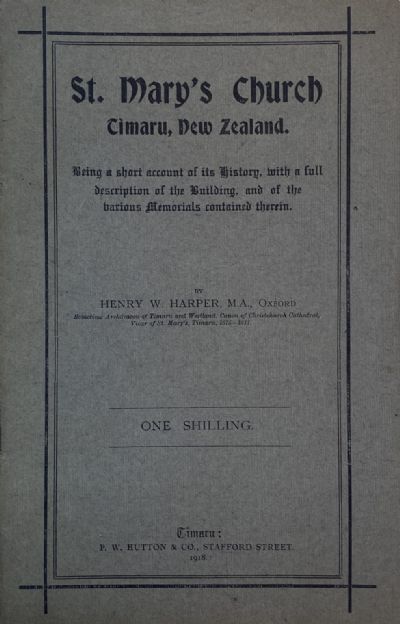 St. Mary's Church
Timaru, New Zealand.
Being a short account of its History, with a full
description of the Building, and of the
various Memorials contained therein.
BY
HENRY W. HARPER, M.A., OXFORD
Sometime Archdeacon of Timaru and Westland, Canon of Christchurch Cathedral,
Vicar of St. Mary's, Timaru, 1875—1911.
ONE SHILLING.
Timaru:
P. W. HUTTON & CO., STAFFORD STREET.
1918.